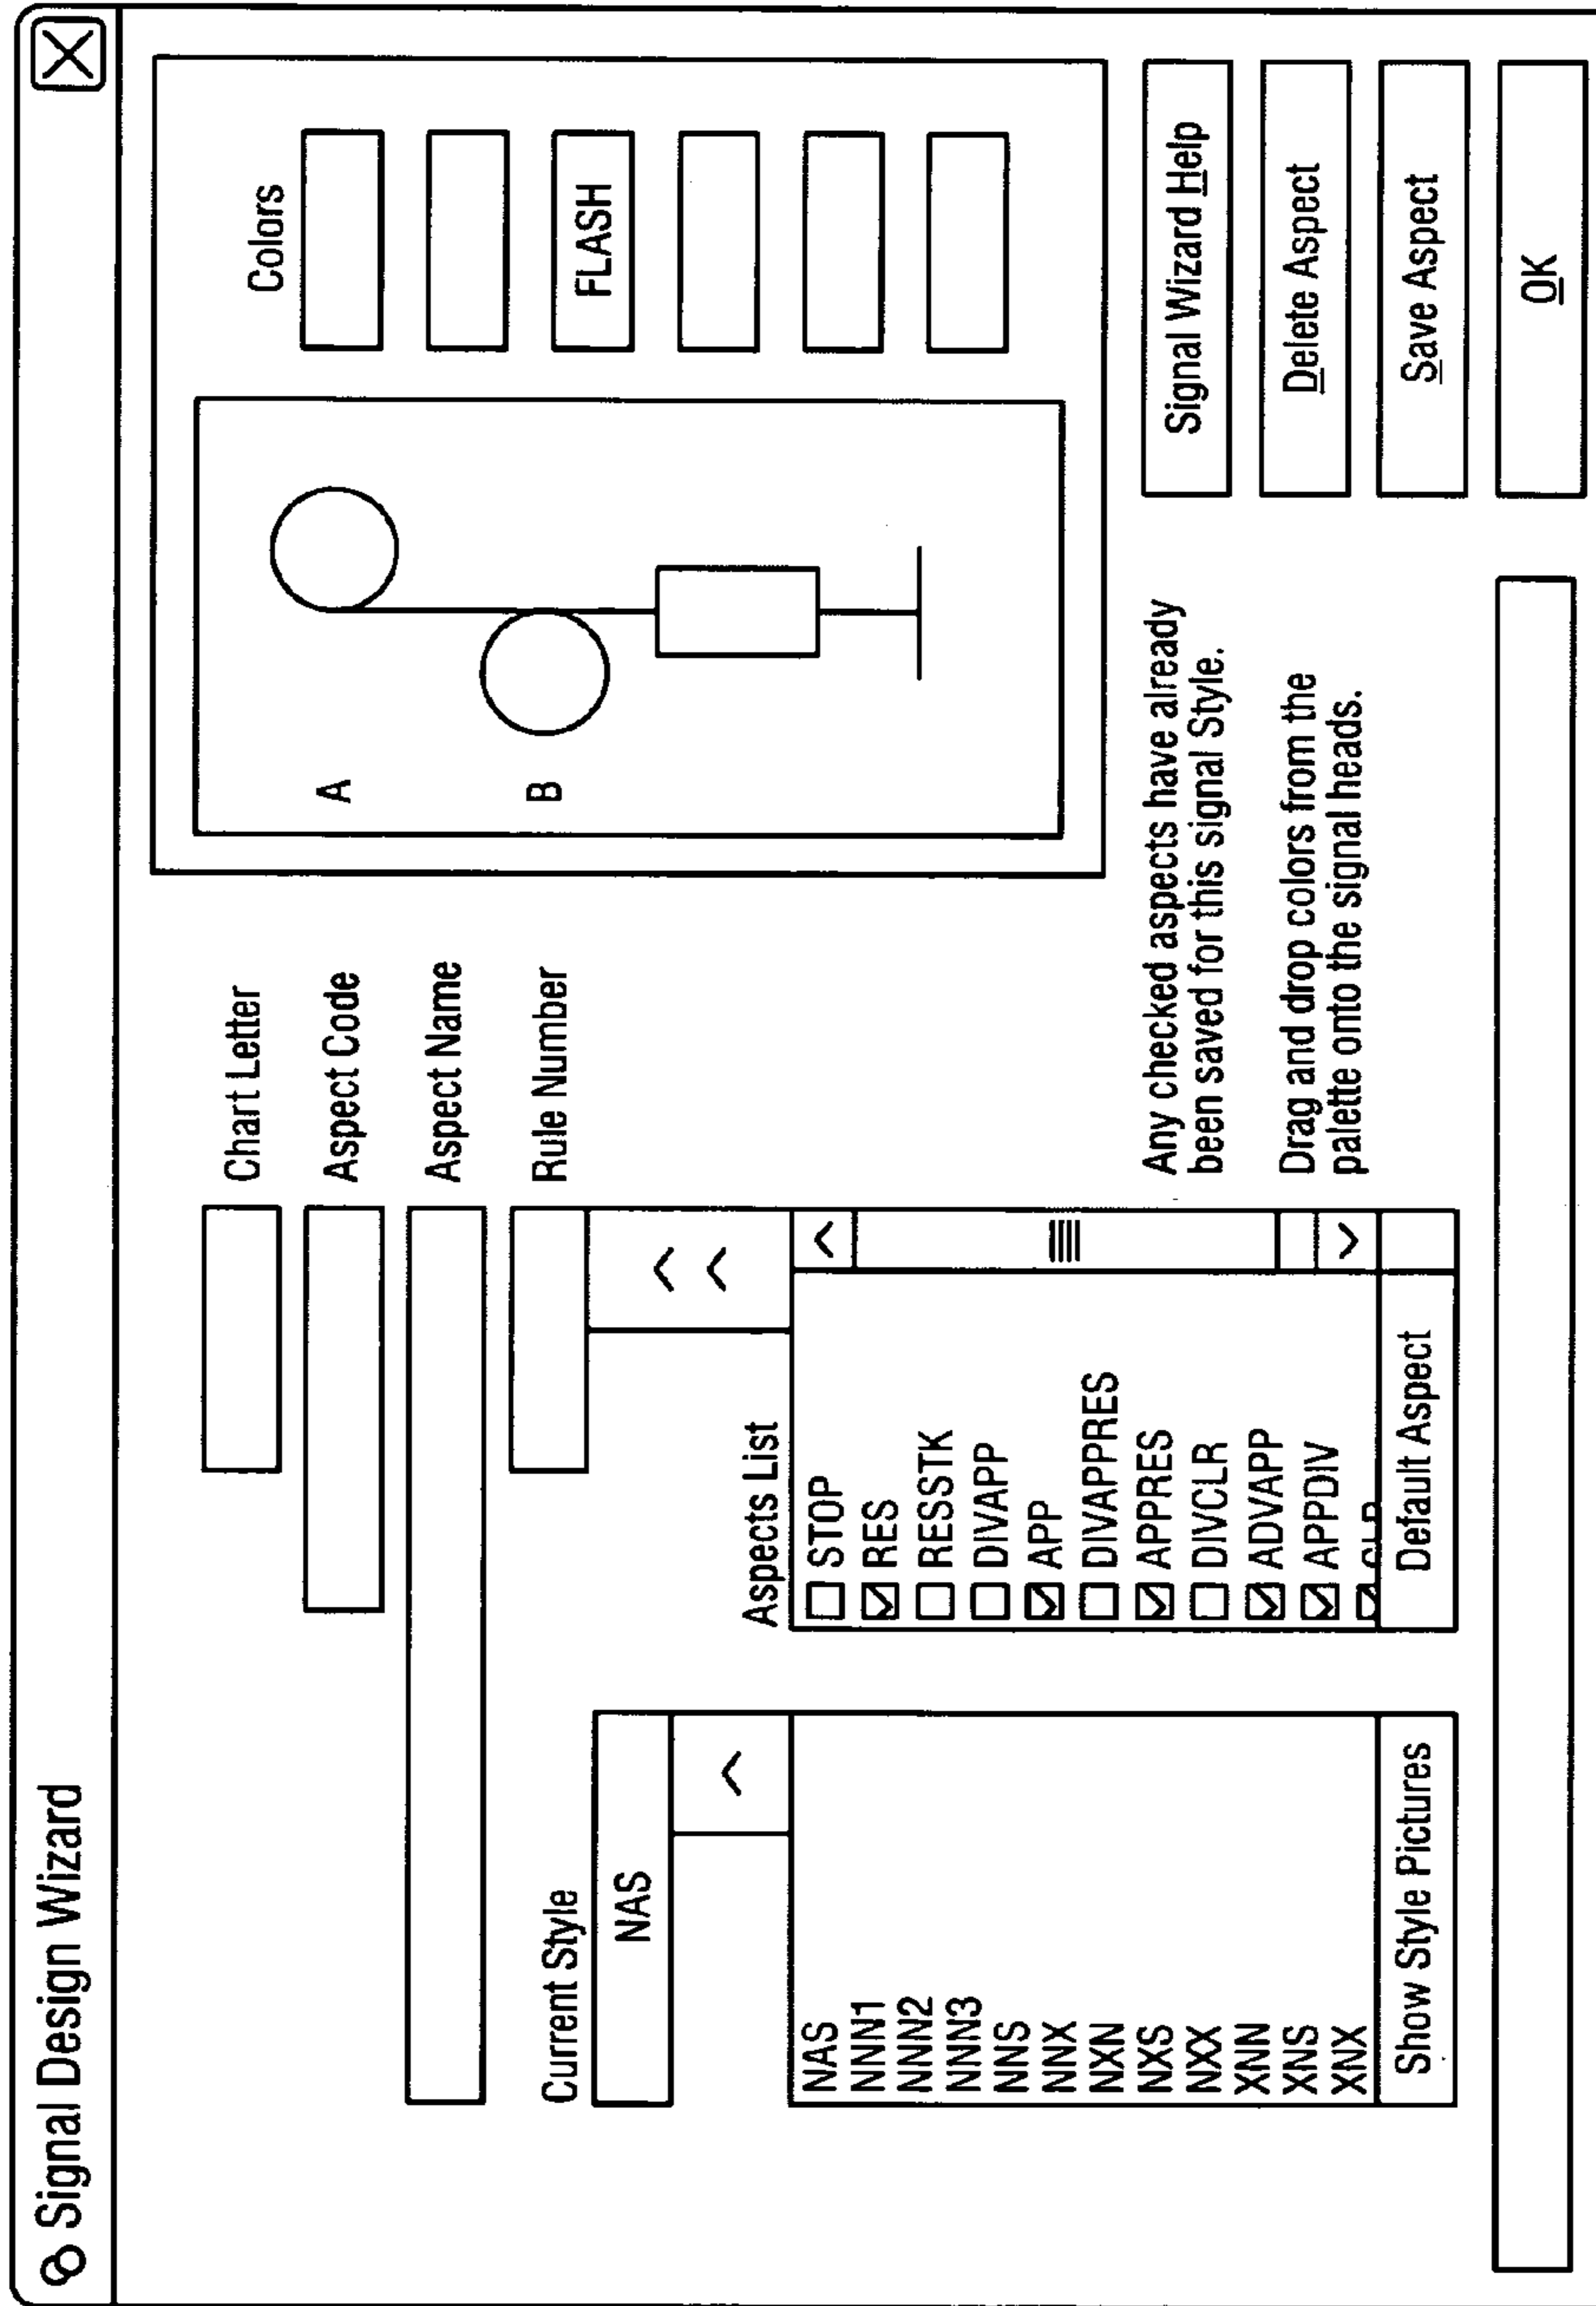 Signal Design Wizard
Chart Letter
Aspect Code
Aspect Name
Rule Number
Current Style
NAS
NAS
NNN1
NNN2
NNN3
NNS
NNX
NXN
NXS
NXX
XNN
XNS
XNX
Show Style Pictures
Aspects List
STOP
RES
RESSTK
DIVAPP
APP
DIVAPPRES
APPRES
DIVCLR
ADVAPP
APPDIV
CLR
Default Aspect
A
B
Colors
FLASH
Any checked aspects have already
been saved for this signal Style.
Drag and drop colors from the
palette onto the signal heads.
Signal Wizard Help
Delete Aspect
Save Aspect
OK